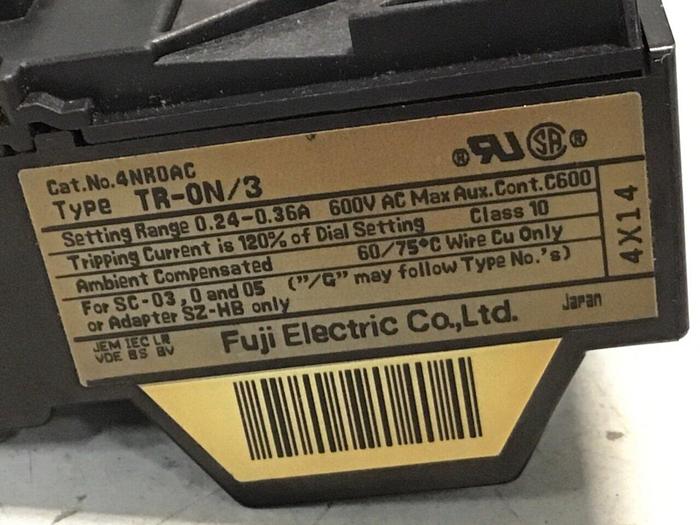 Cat.No.4NR0AC
Type TR-0N/3
Setting Range 0.24-0.36A 600V AC Max Aux.Cont.C600
Tripping Current is 120% of Dial Setting Class 10
Ambient Compensated 60/75°C Wire Cu Only
For SC-03,0 and 05 ("/G" may follow Type No.'s)
or Adapter SZ-HB only
JEM IEC LR
VDE BS BV
Fuji Electric Co.,Ltd. Japan
4X14
® RU SA ®